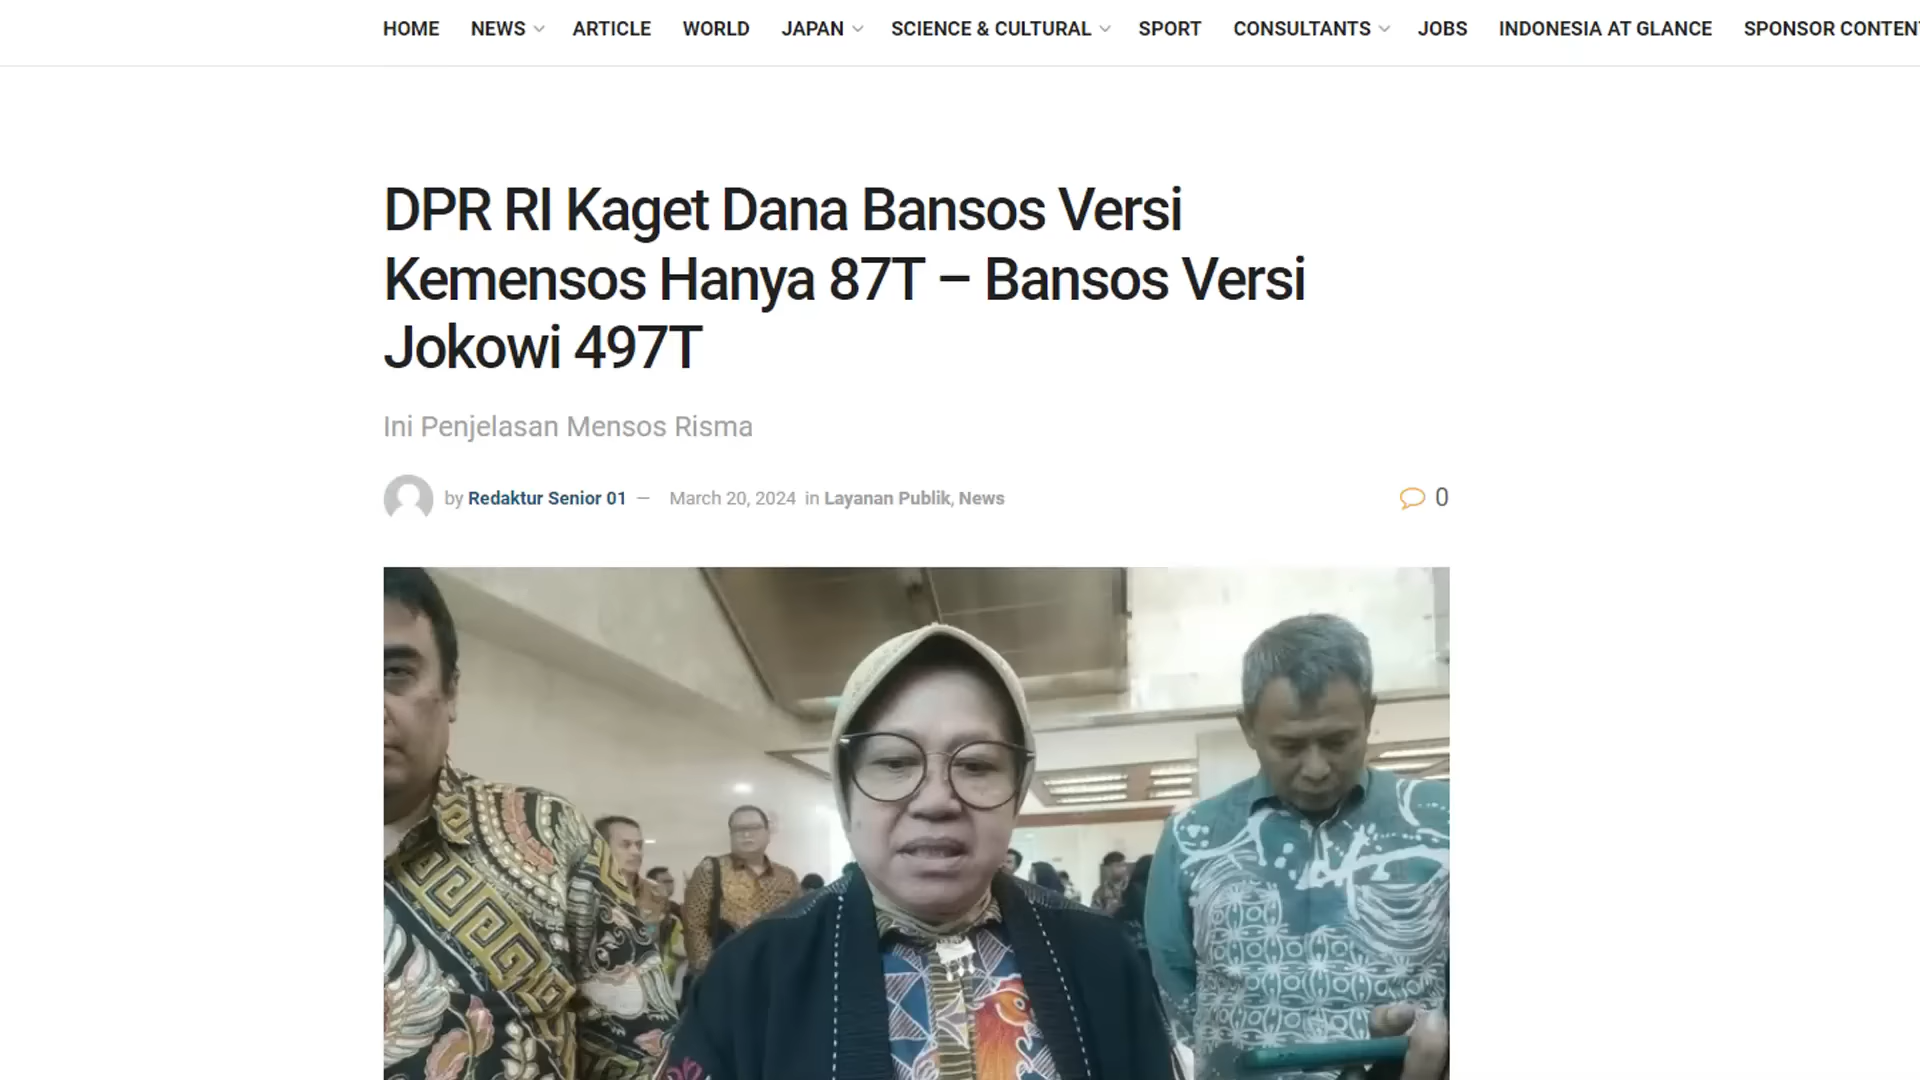 HOME NEWS ARTICLE WORLD JAPAN SCIENCE & CULTURAL SPORT CONSULTANTS JOBS INDONESIA AT GLANCE SPONSOR CONTENT
DPR RI Kaget Dana Bansos Versi
Kemensos Hanya 87T – Bansos Versi
Jokowi 497T
Ini Penjelasan Mensos Risma
by Redaktur Senior 01 — March 20, 2024 in Layanan Publik, News
0